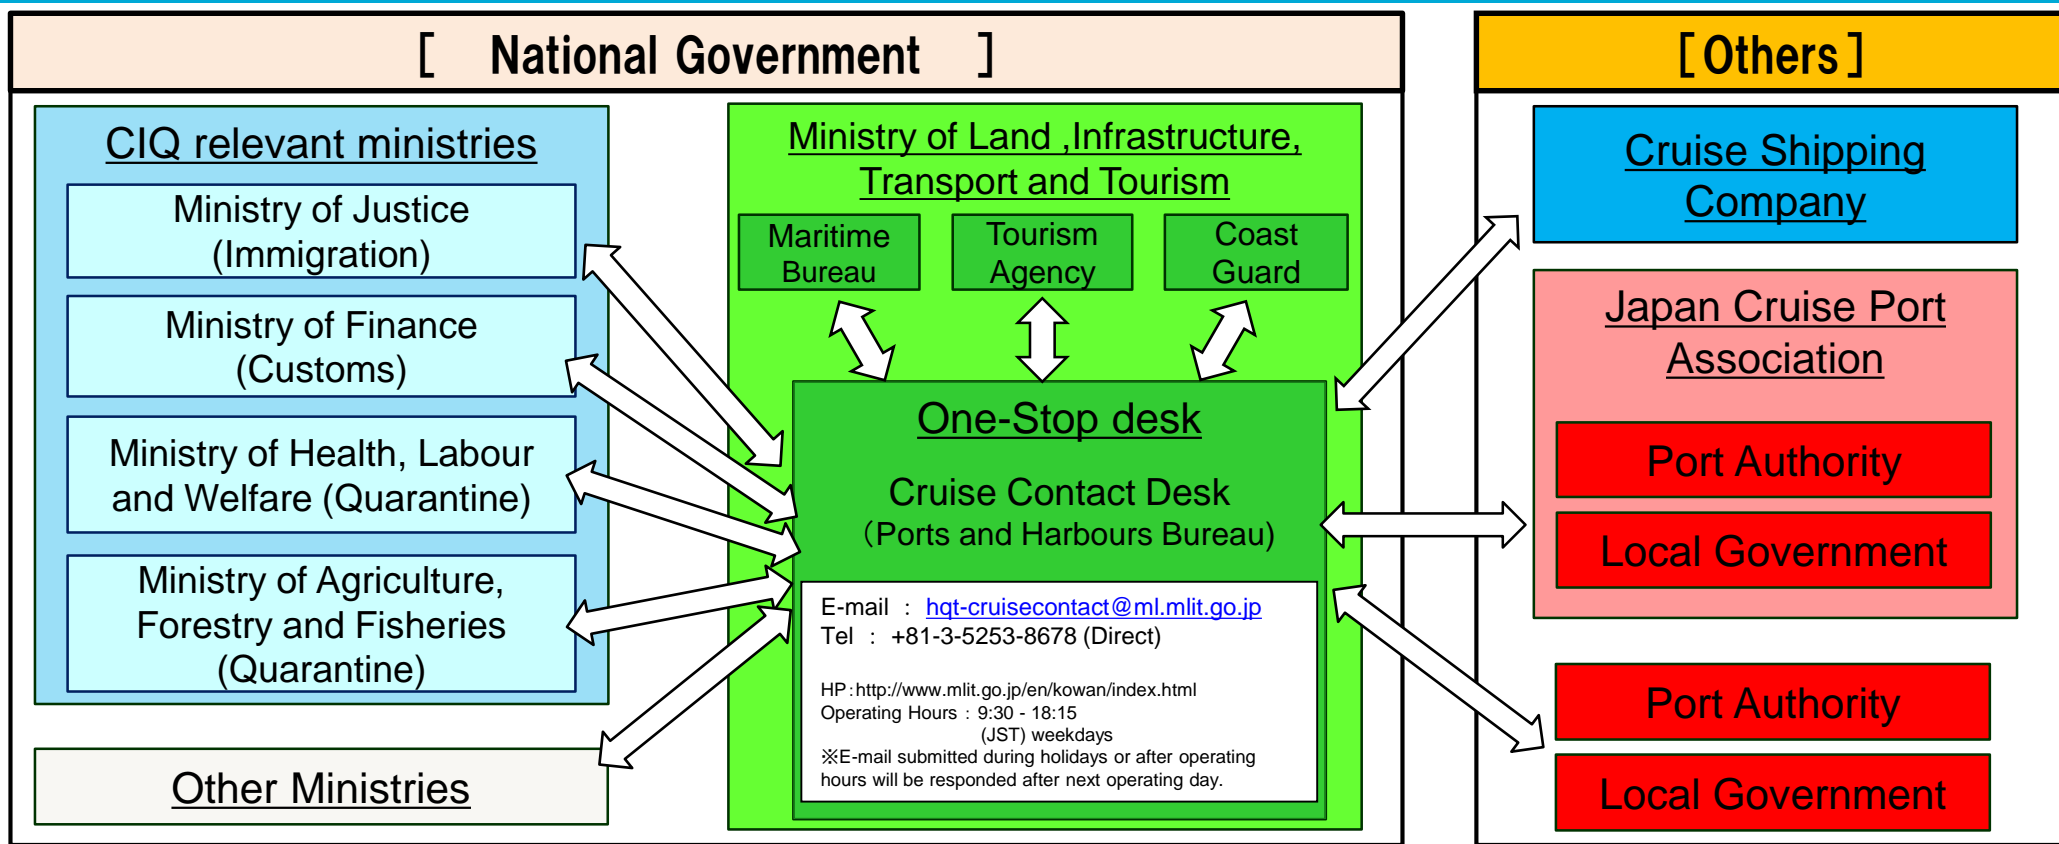 [ National Government ]
CIQ relevant ministries
Ministry of Justice
(Immigration)
Ministry of Finance
(Customs)
Ministry of Health, Labour
and Welfare (Quarantine)
Ministry of Agriculture,
Forestry and Fisheries
(Quarantine)
Other Ministries
Ministry of Land ,Infrastructure,
Transport and Tourism
Maritime
Bureau
Tourism
Agency
Coast
Guard
One-Stop desk
Cruise Contact Desk
（Ports and Harbours Bureau)
E-mail ： hqt-cruisecontact@ml.mlit.go.jp
Tel ： +81-3-5253-8678 (Direct)
HP：http://www.mlit.go.jp/en/kowan/index.html
Operating Hours：9:30 - 18:15
(JST) weekdays
※E-mail submitted during holidays or after operating
hours will be responded after next operating day.
[Others]
Cruise Shipping
Company
Japan Cruise Port
Association
Port Authority
Local Government
Port Authority
Local Government